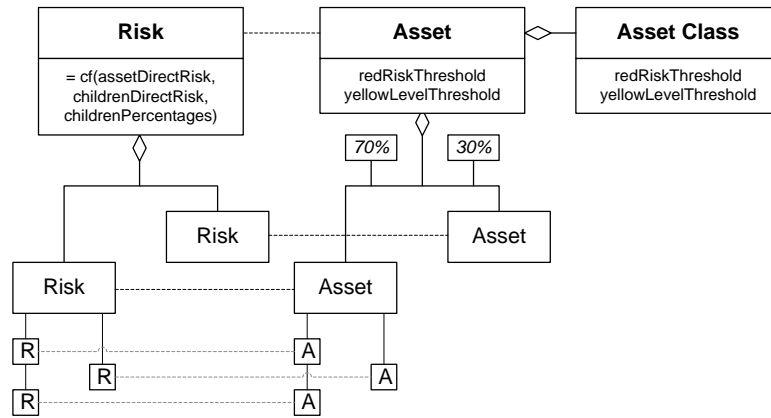 Risk
= cf(assetDirectRisk,
childrenDirectRisk,
childrenPercentages)
Asset
redRiskThreshold
yellowLevelThreshold
Asset Class
redRiskThreshold
yellowLevelThreshold
70%
30%
Risk
Asset
Risk
Asset
R
A
R
A
R
A